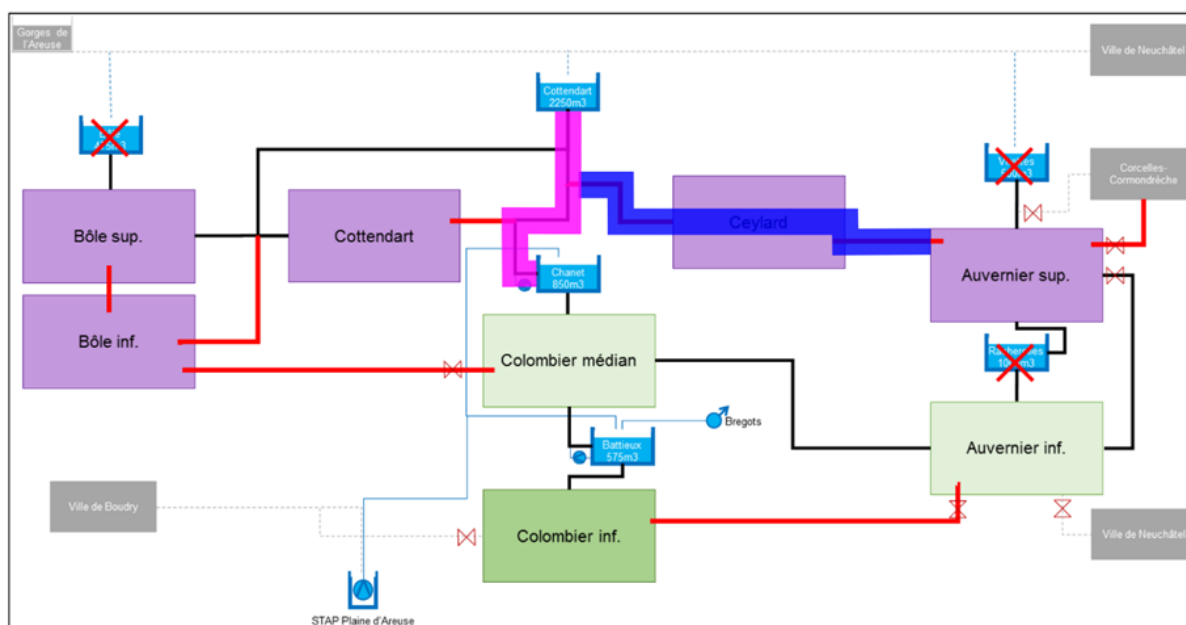 Gorges de
l'Areuse
Ville de Neuchâtel
Cottendart
2250m3
Corcelles-
Cormondrèche
Bôle sup.
Cottendart
Ceylard
Auvernier sup.
Chanet
850m3
Bôle inf.
Colombier médian
Bregots
Battieux
575m3
Auvernier inf.
Ville de Boudry
Colombier inf.
Ville de Neuchâtel
STAP Plaine d'Areuse